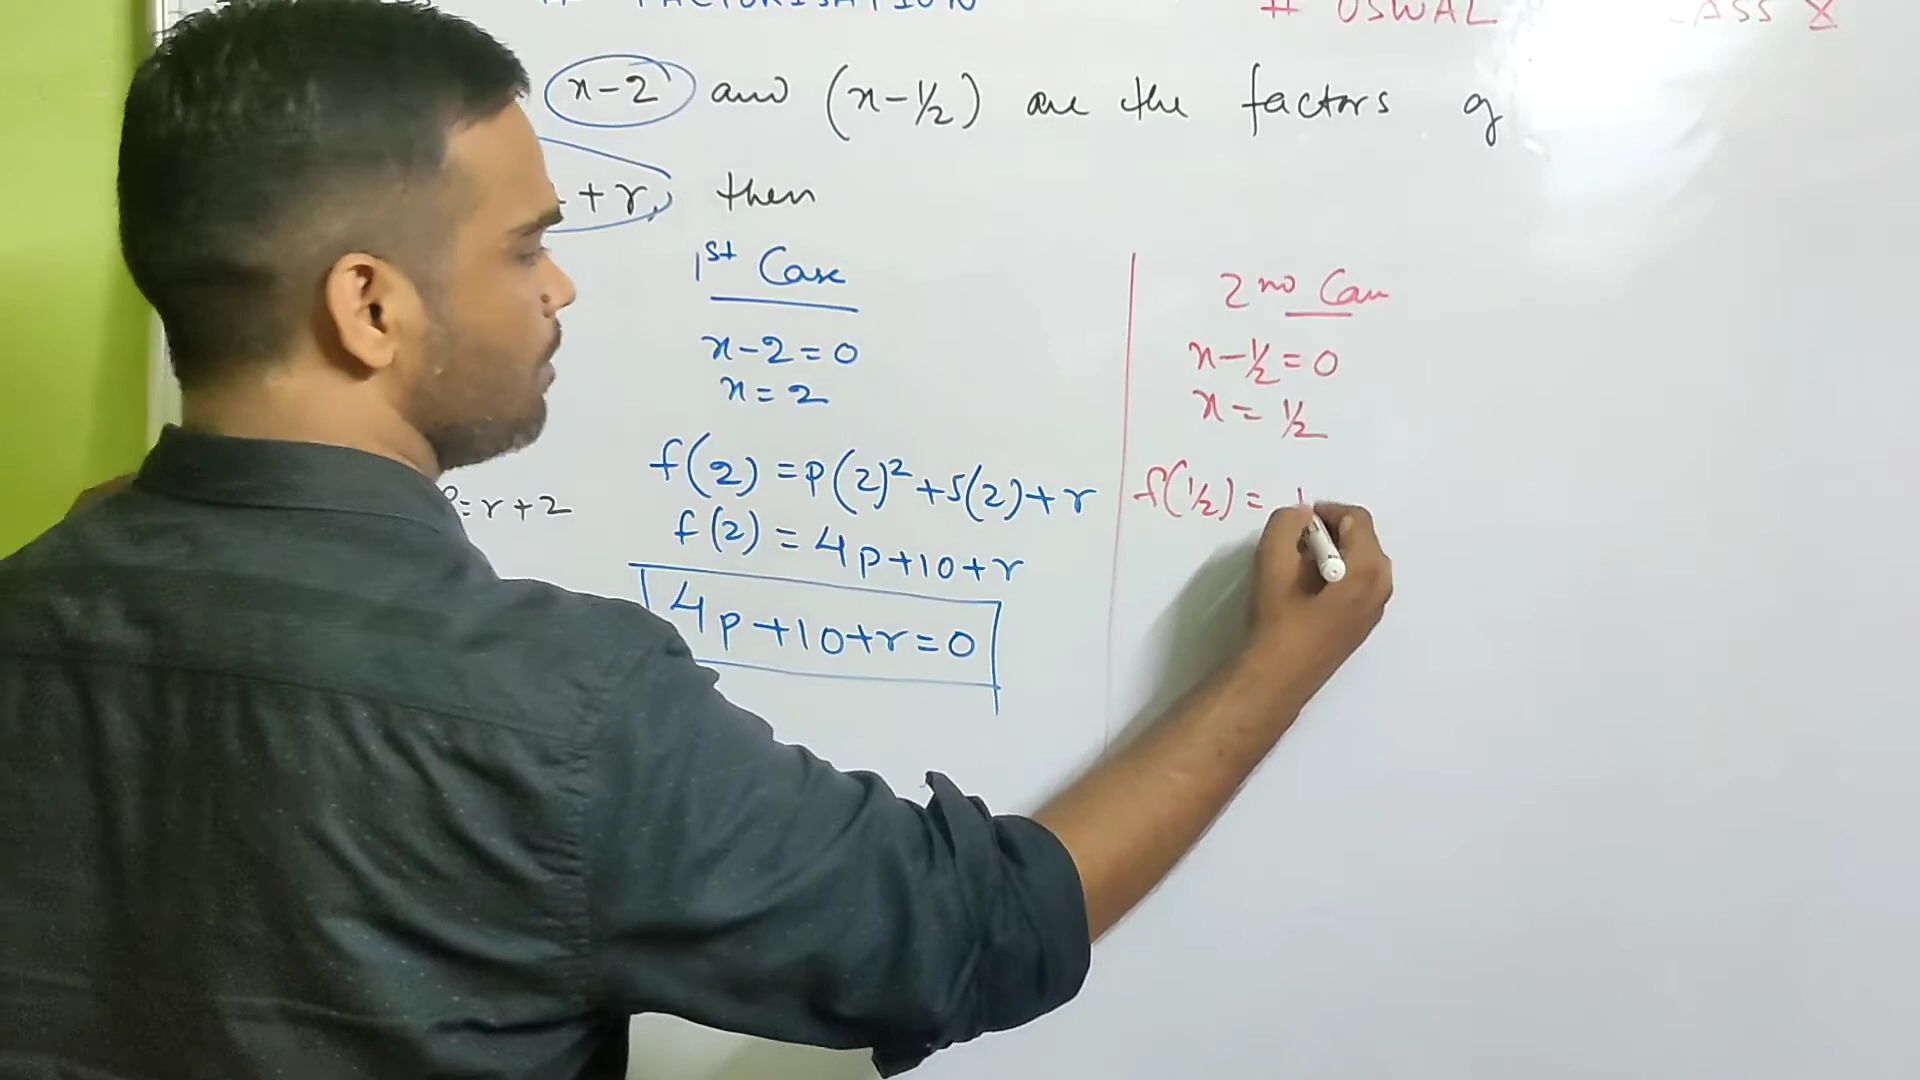 # FACTORISATION # OSWAL CLASS X
x-2 and (x-½) are the factors of
+r, then
1st Case
x-2=0
x=2
f(2)=p(2)²+5(2)+r
f(2)=4p+10+r
4p+10+r=0
=r+2
2nd Case
x-½=0
x=½
f(½)=